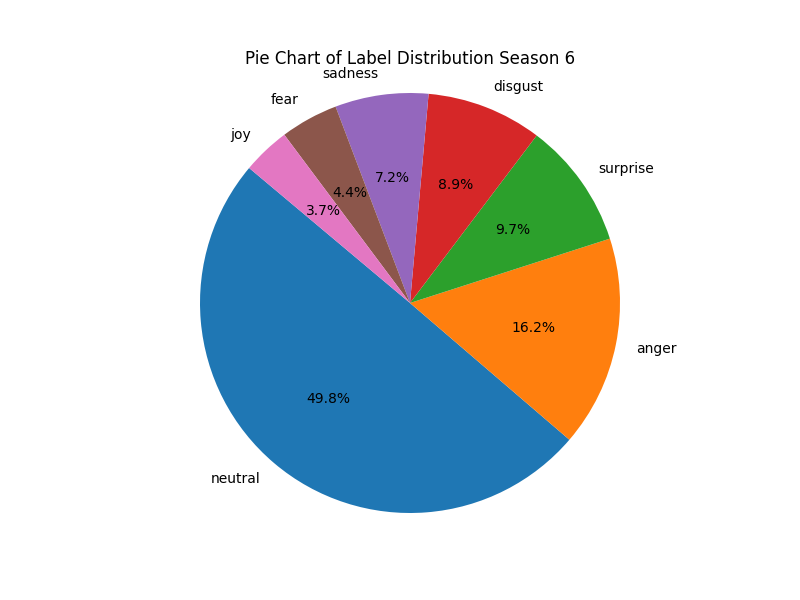 Pie Chart of Label Distribution Season 6
sadness
disgust
fear
joy
surprise
7.2%
8.9%
4.4%
3.7%
9.7%
16.2%
anger
49.8%
neutral